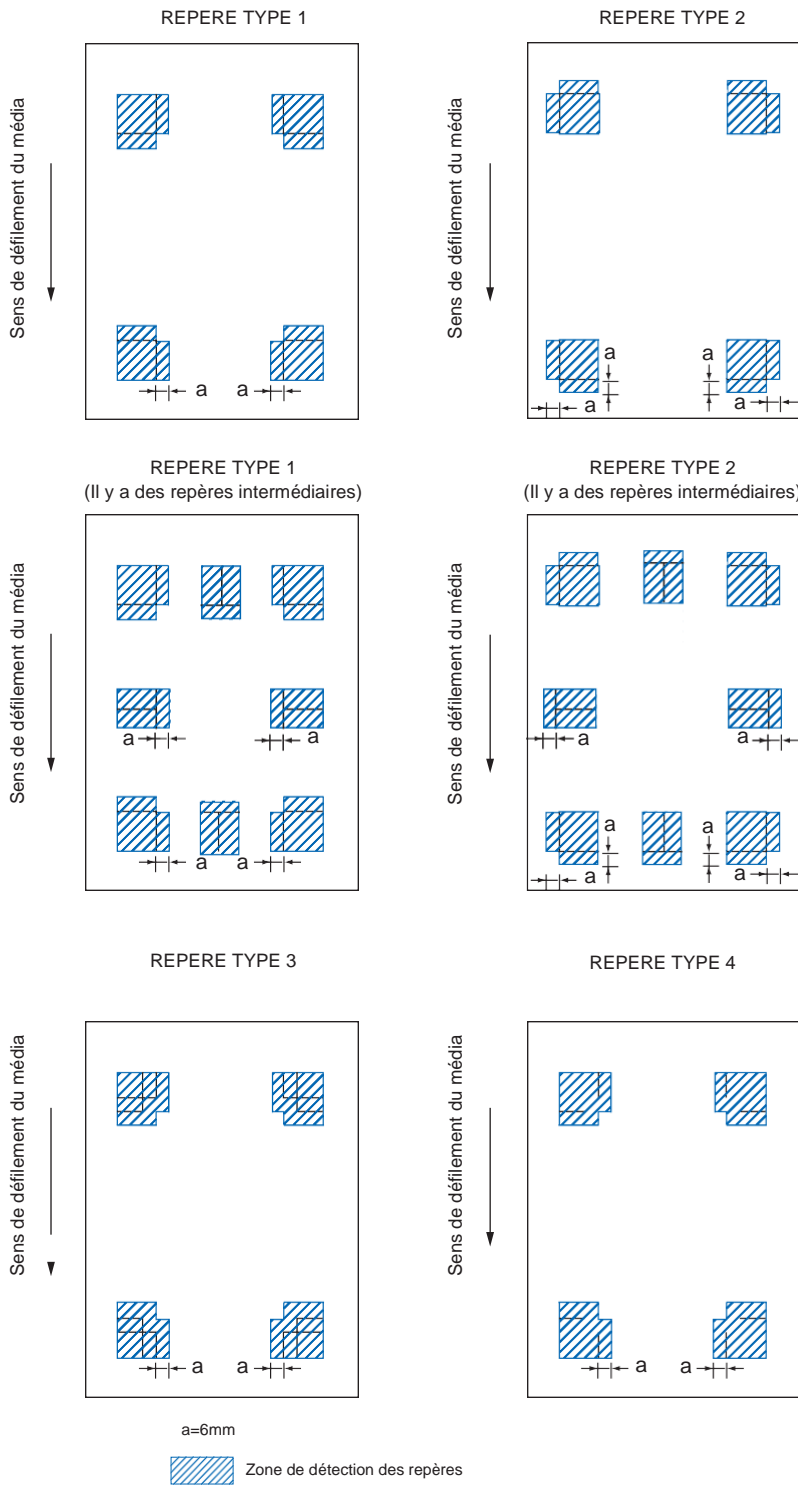 REPERE TYPE 1
Sens de défilement du média
a
a
REPERE TYPE 2
Sens de défilement du média
a
a
a
a
REPERE TYPE 1
(Il y a des repères intermédiaires)
Sens de défilement du média
a
a
a
a
REPERE TYPE 2
(Il y a des repères intermédiaires)
Sens de défilement du média
a
a
a
a
a
a
REPERE TYPE 3
Sens de défilement du média
a
a
REPERE TYPE 4
Sens de défilement du média
a
a
a=6mm
Zone de détection des repères